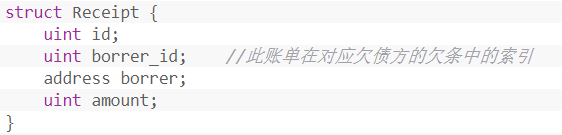 struct Receipt {
uint id;
uint borrer_id; //此账单在对应欠债方的欠条中的索引
address borrer;
uint amount;
}